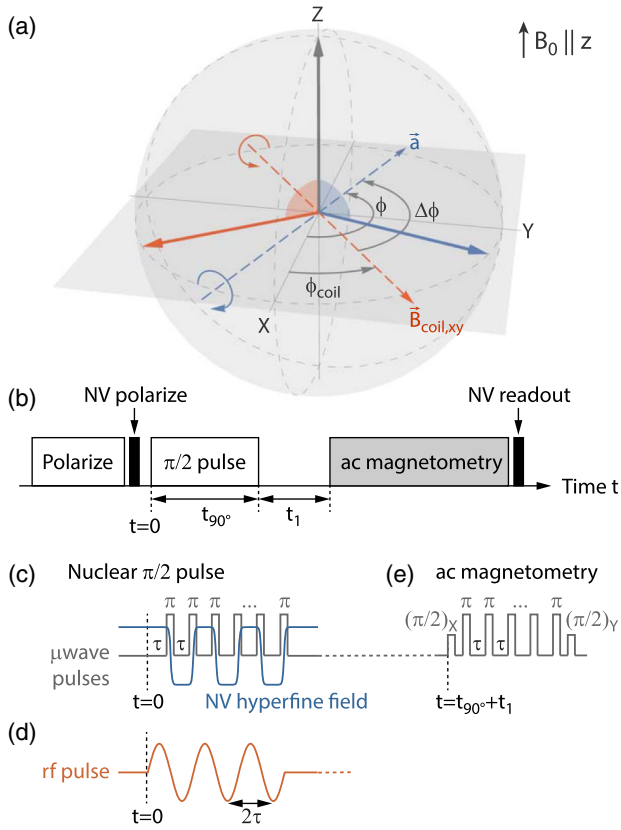 (a)
Z
B₀ || z
a⃗
ϕ
Δϕ
Y
ϕcoil
X
B⃗coil,xy
(b)
NV polarize
NV readout
Polarize
π/2 pulse
ac magnetometry
Time t
t=0
t90°
t₁
(c)
Nuclear π/2 pulse
(e)
ac magnetometry
π π π ... π
π π ... π
(π/2)X
(π/2)Y
τ τ
τ τ
μwave
pulses
NV hyperfine field
t=0
t=t90°+t₁
(d)
rf pulse
2τ
t=0